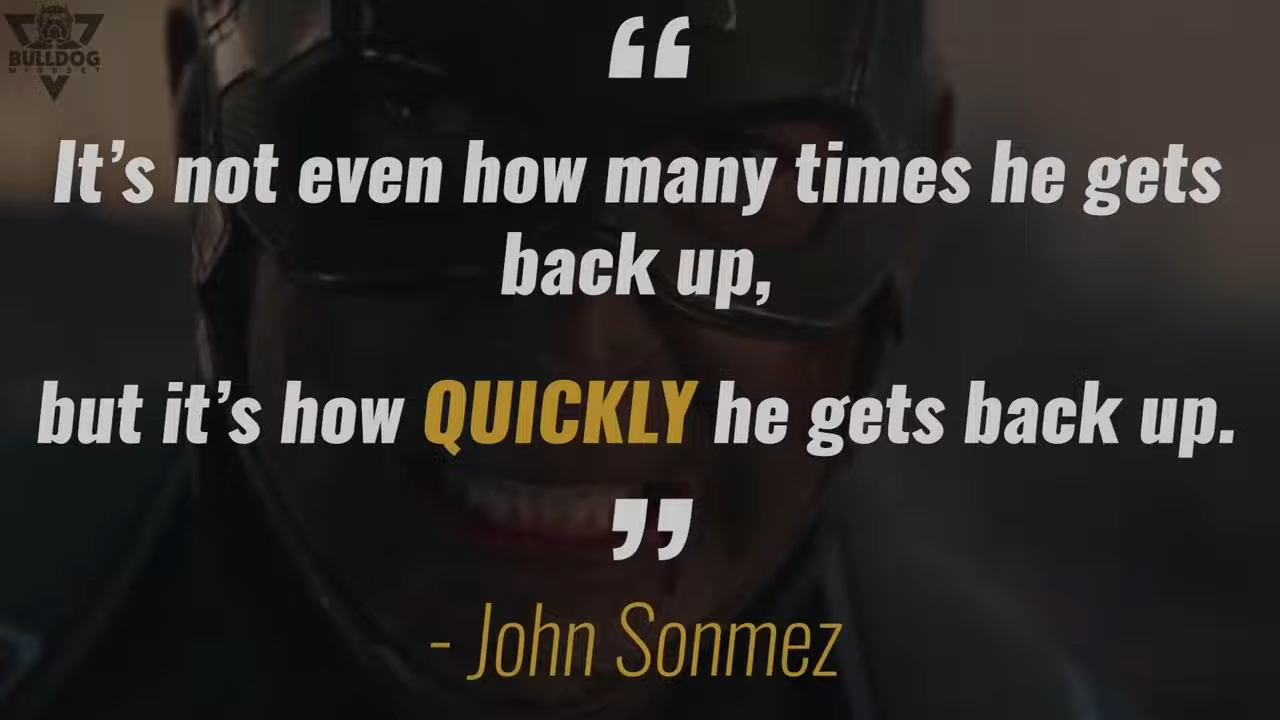 BULLDOG
MINDSET
“
It’s not even how many times he gets
back up,
but it’s how QUICKLY he gets back up.
”
- John Sonmez